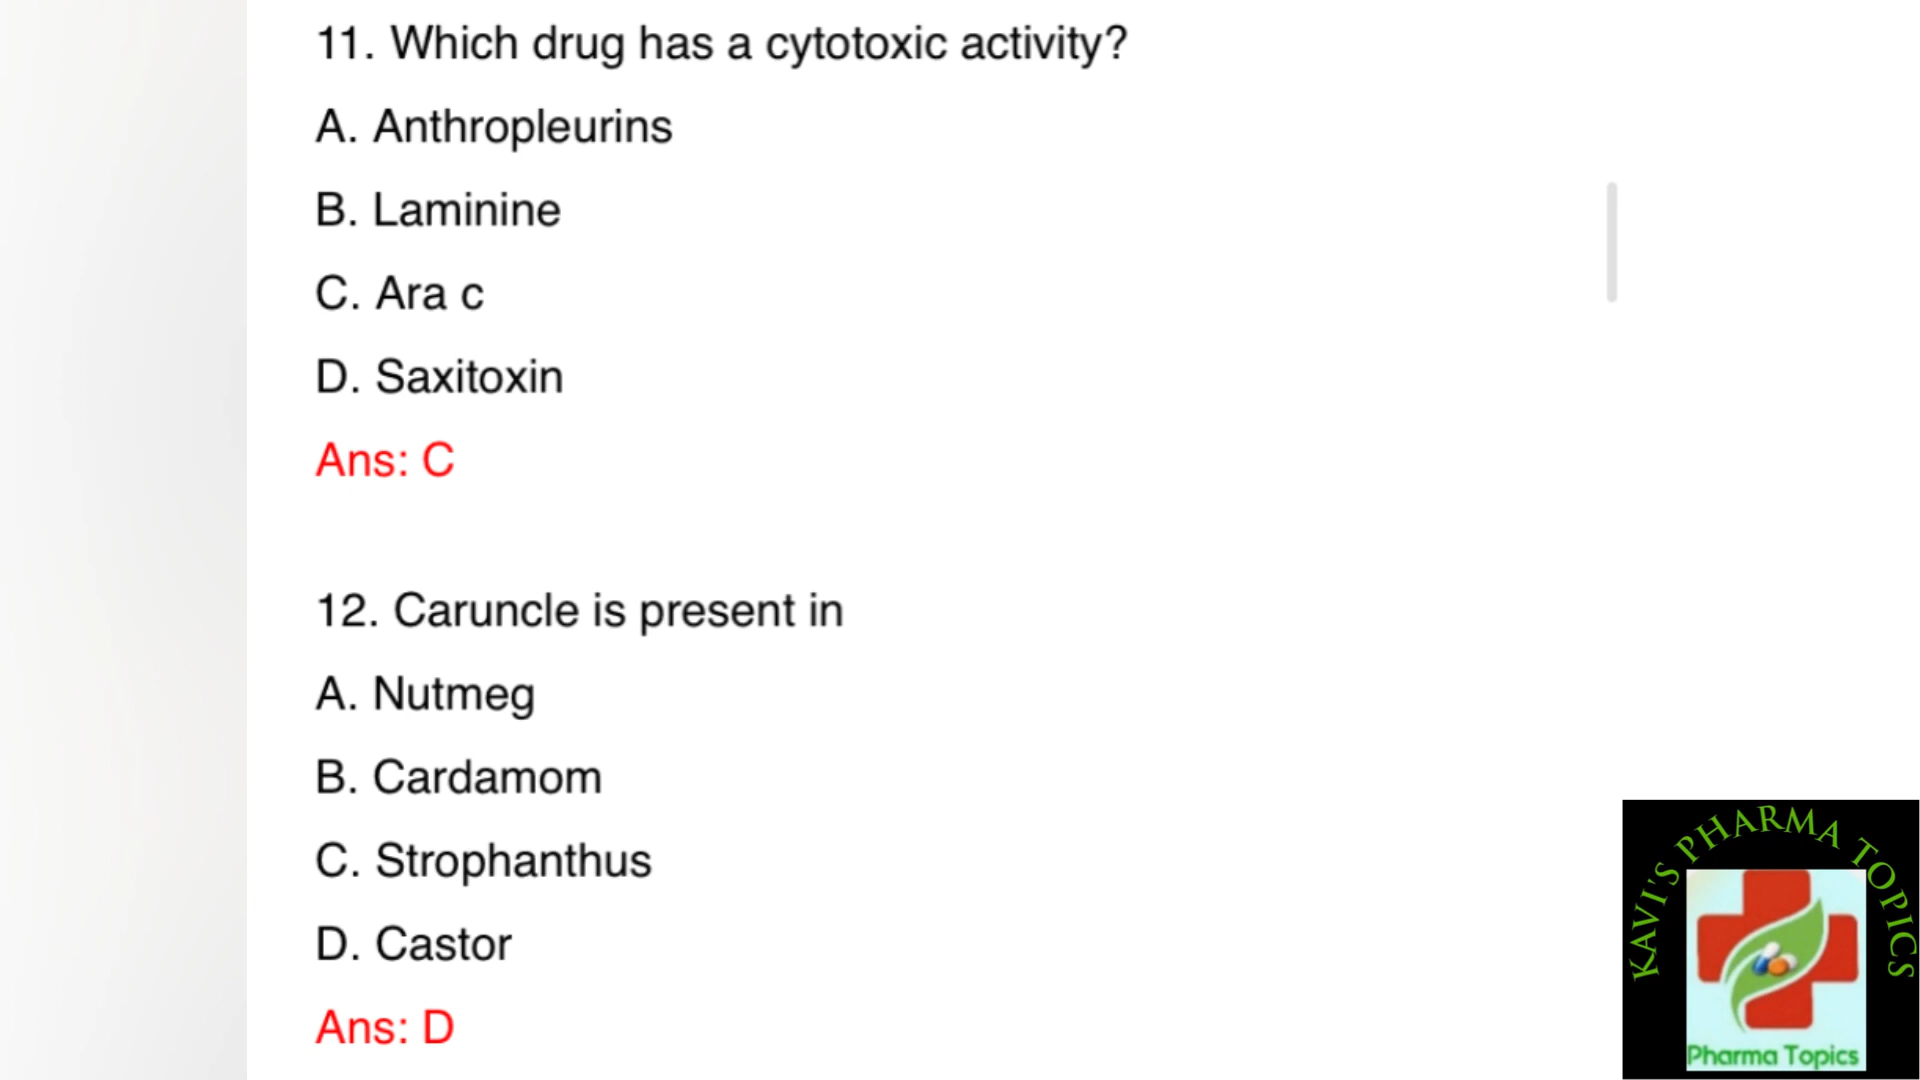 11. Which drug has a cytotoxic activity?
A. Anthropleurins
B. Laminine
C. Ara c
D. Saxitoxin
Ans: C
12. Caruncle is present in
A. Nutmeg
B. Cardamom
C. Strophanthus
D. Castor
Ans: D
KAVI'S PHARMA TOPICS
Pharma Topics